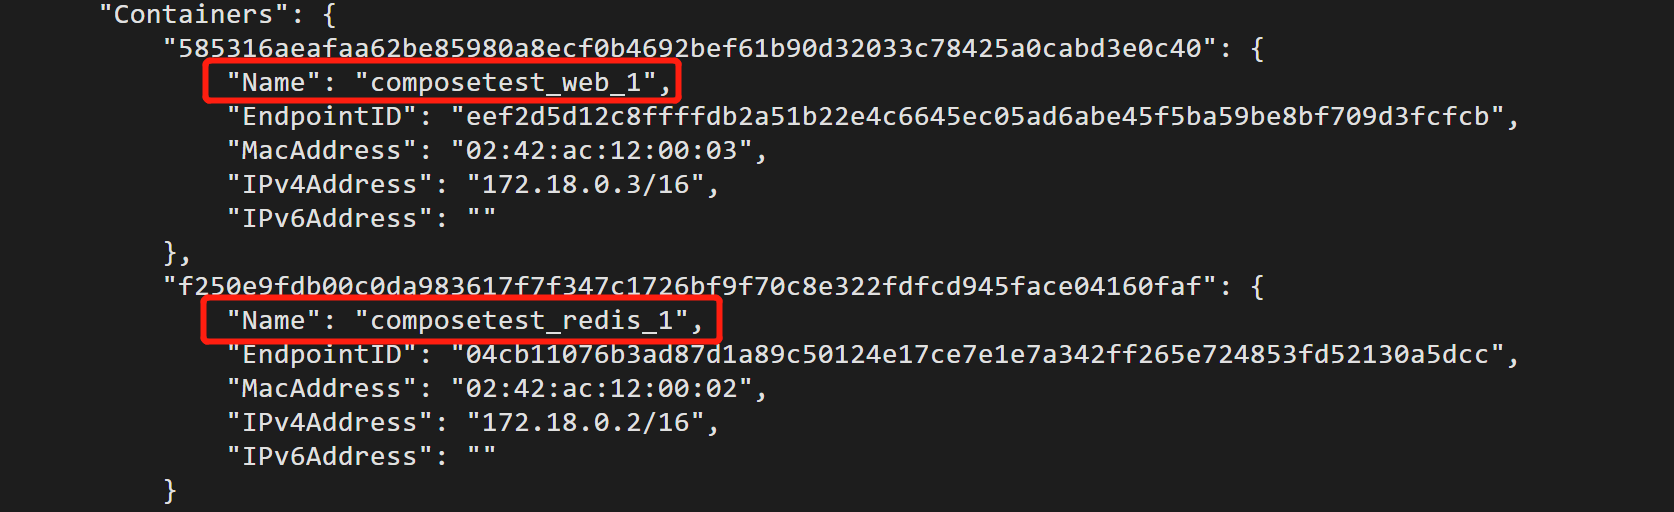 "Containers": {
"585316aeafaa62be85980a8ecf0b4692bef61b90d32033c78425a0cabd3e0c40": {
"Name": "composetest_web_1",
"EndpointID": "eef2d5d12c8ffffdb2a51b22e4c6645ec05ad6abe45f5ba59be8bf709d3fcfcb",
"MacAddress": "02:42:ac:12:00:03",
"IPv4Address": "172.18.0.3/16",
"IPv6Address": ""
},
"f250e9fdb00c0da983617f7f347c1726bf9f70c8e322fdfcd945face04160faf": {
"Name": "composetest_redis_1",
"EndpointID": "04cb11076b3ad87d1a89c50124e17ce7e1e7a342ff265e724853fd52130a5dcc",
"MacAddress": "02:42:ac:12:00:02",
"IPv4Address": "172.18.0.2/16",
"IPv6Address": ""
}